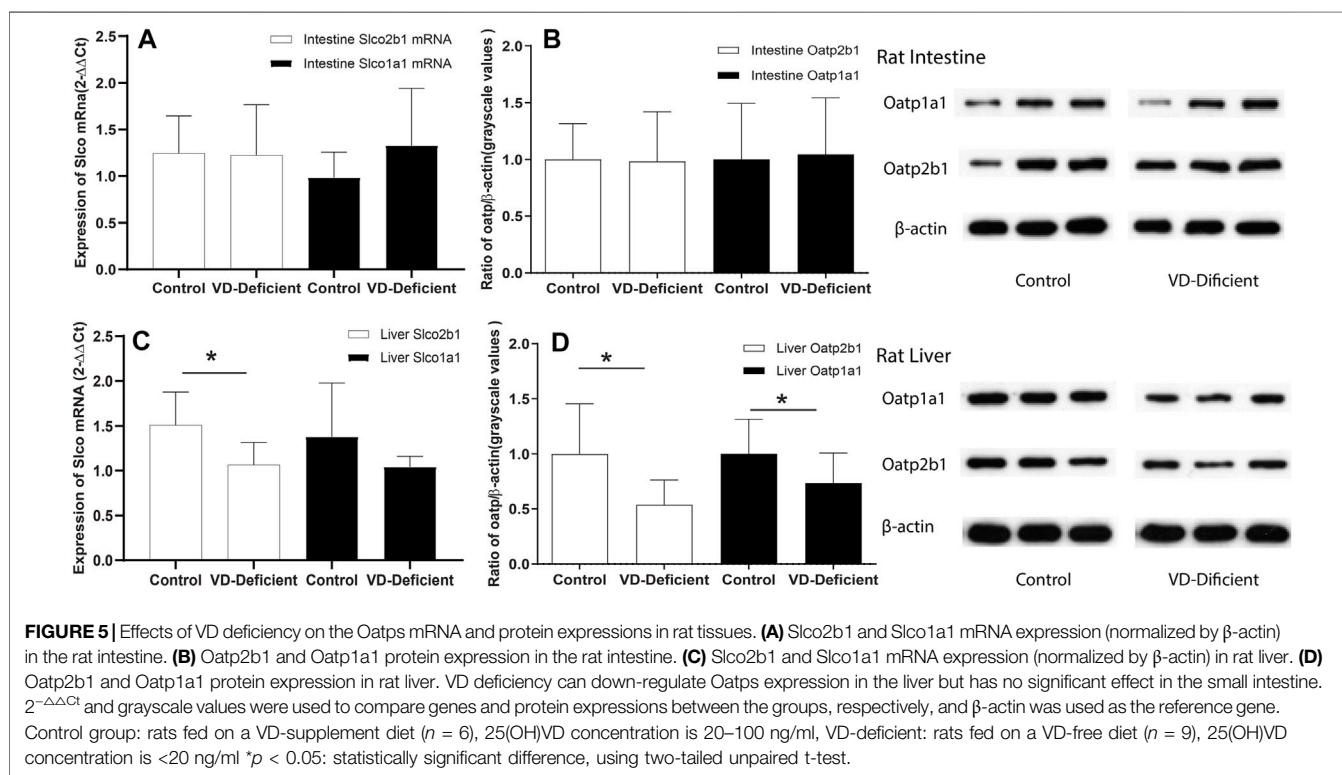 A
Intestine Slco2b1 mRNA
Intestine Slco1a1 mRNA
Expression of Slco mRna(2-ΔΔCt)
2.5
2.0
1.5
1.0
0.5
0.0
Control VD-Deficient Control VD-Deficient
B
Intestine Oatp2b1
Intestine Oatp1a1
Ratio of oatp/β-actin(grayscale values )
2.0
1.5
1.0
0.5
0.0
Control VD-Deficient Control VD-Deficient
Rat Intestine
Oatp1a1
Oatp2b1
β-actin
Control VD-Dificient
C
Liver Slco2b1
Liver Slco1a1
Expression of Slco mRNA (2-ΔΔCt)
2.5
2.0
1.5
1.0
0.5
0.0
*
Control VD-Deficient Control VD-Deficient
D
Liver Oatp2b1
Liver Oatp1a1
Ratio of oatp/β-actin(grayscale values )
2.0
1.5
1.0
0.5
0.0
*
*
Control VD-Deficient Control VD-Deficient
Rat Liver
Oatp1a1
Oatp2b1
β-actin
Control VD-Dificient
FIGURE 5 | Effects of VD deficiency on the Oatps mRNA and protein expressions in rat tissues. (A) Slco2b1 and Slco1a1 mRNA expression (normalized by β-actin)
in the rat intestine. (B) Oatp2b1 and Oatp1a1 protein expression in the rat intestine. (C) Slco2b1 and Slco1a1 mRNA expression (normalized by β-actin) in rat liver. (D)
Oatp2b1 and Oatp1a1 protein expression in rat liver. VD deficiency can down-regulate Oatps expression in the liver but has no significant effect in the small intestine.
2−△△Ct and grayscale values were used to compare genes and protein expressions between the groups, respectively, and β-actin was used as the reference gene.
Control group: rats fed on a VD-supplement diet (n = 6), 25(OH)VD concentration is 20–100 ng/ml, VD-deficient: rats fed on a VD-free diet (n = 9), 25(OH)VD
concentration is <20 ng/ml *p < 0.05: statistically significant difference, using two-tailed unpaired t-test.